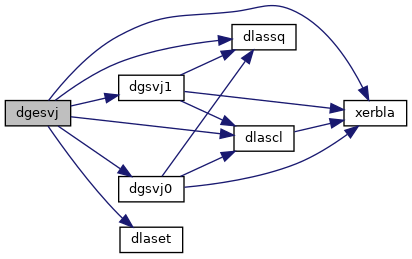 dgesvj
dgsvj1
dgsvj0
dlaset
dlassq
dlascl
xerbla